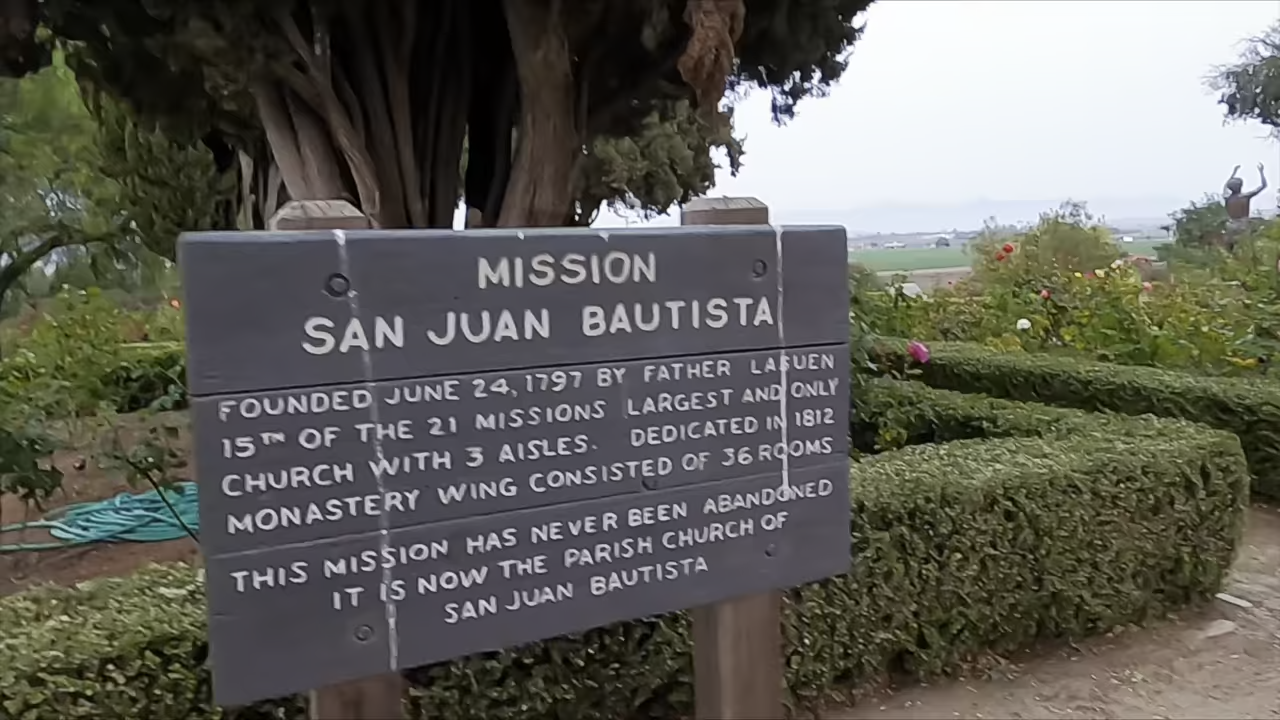 MISSION
SAN JUAN BAUTISTA
FOUNDED JUNE 24, 1797 BY FATHER LASUEN
15TH OF THE 21 MISSIONS LARGEST AND ONLY
CHURCH WITH 3 AISLES. DEDICATED IN 1812
MONASTERY WING CONSISTED OF 36 ROOMS
THIS MISSION HAS NEVER BEEN ABANDONED
IT IS NOW THE PARISH CHURCH OF
SAN JUAN BAUTISTA